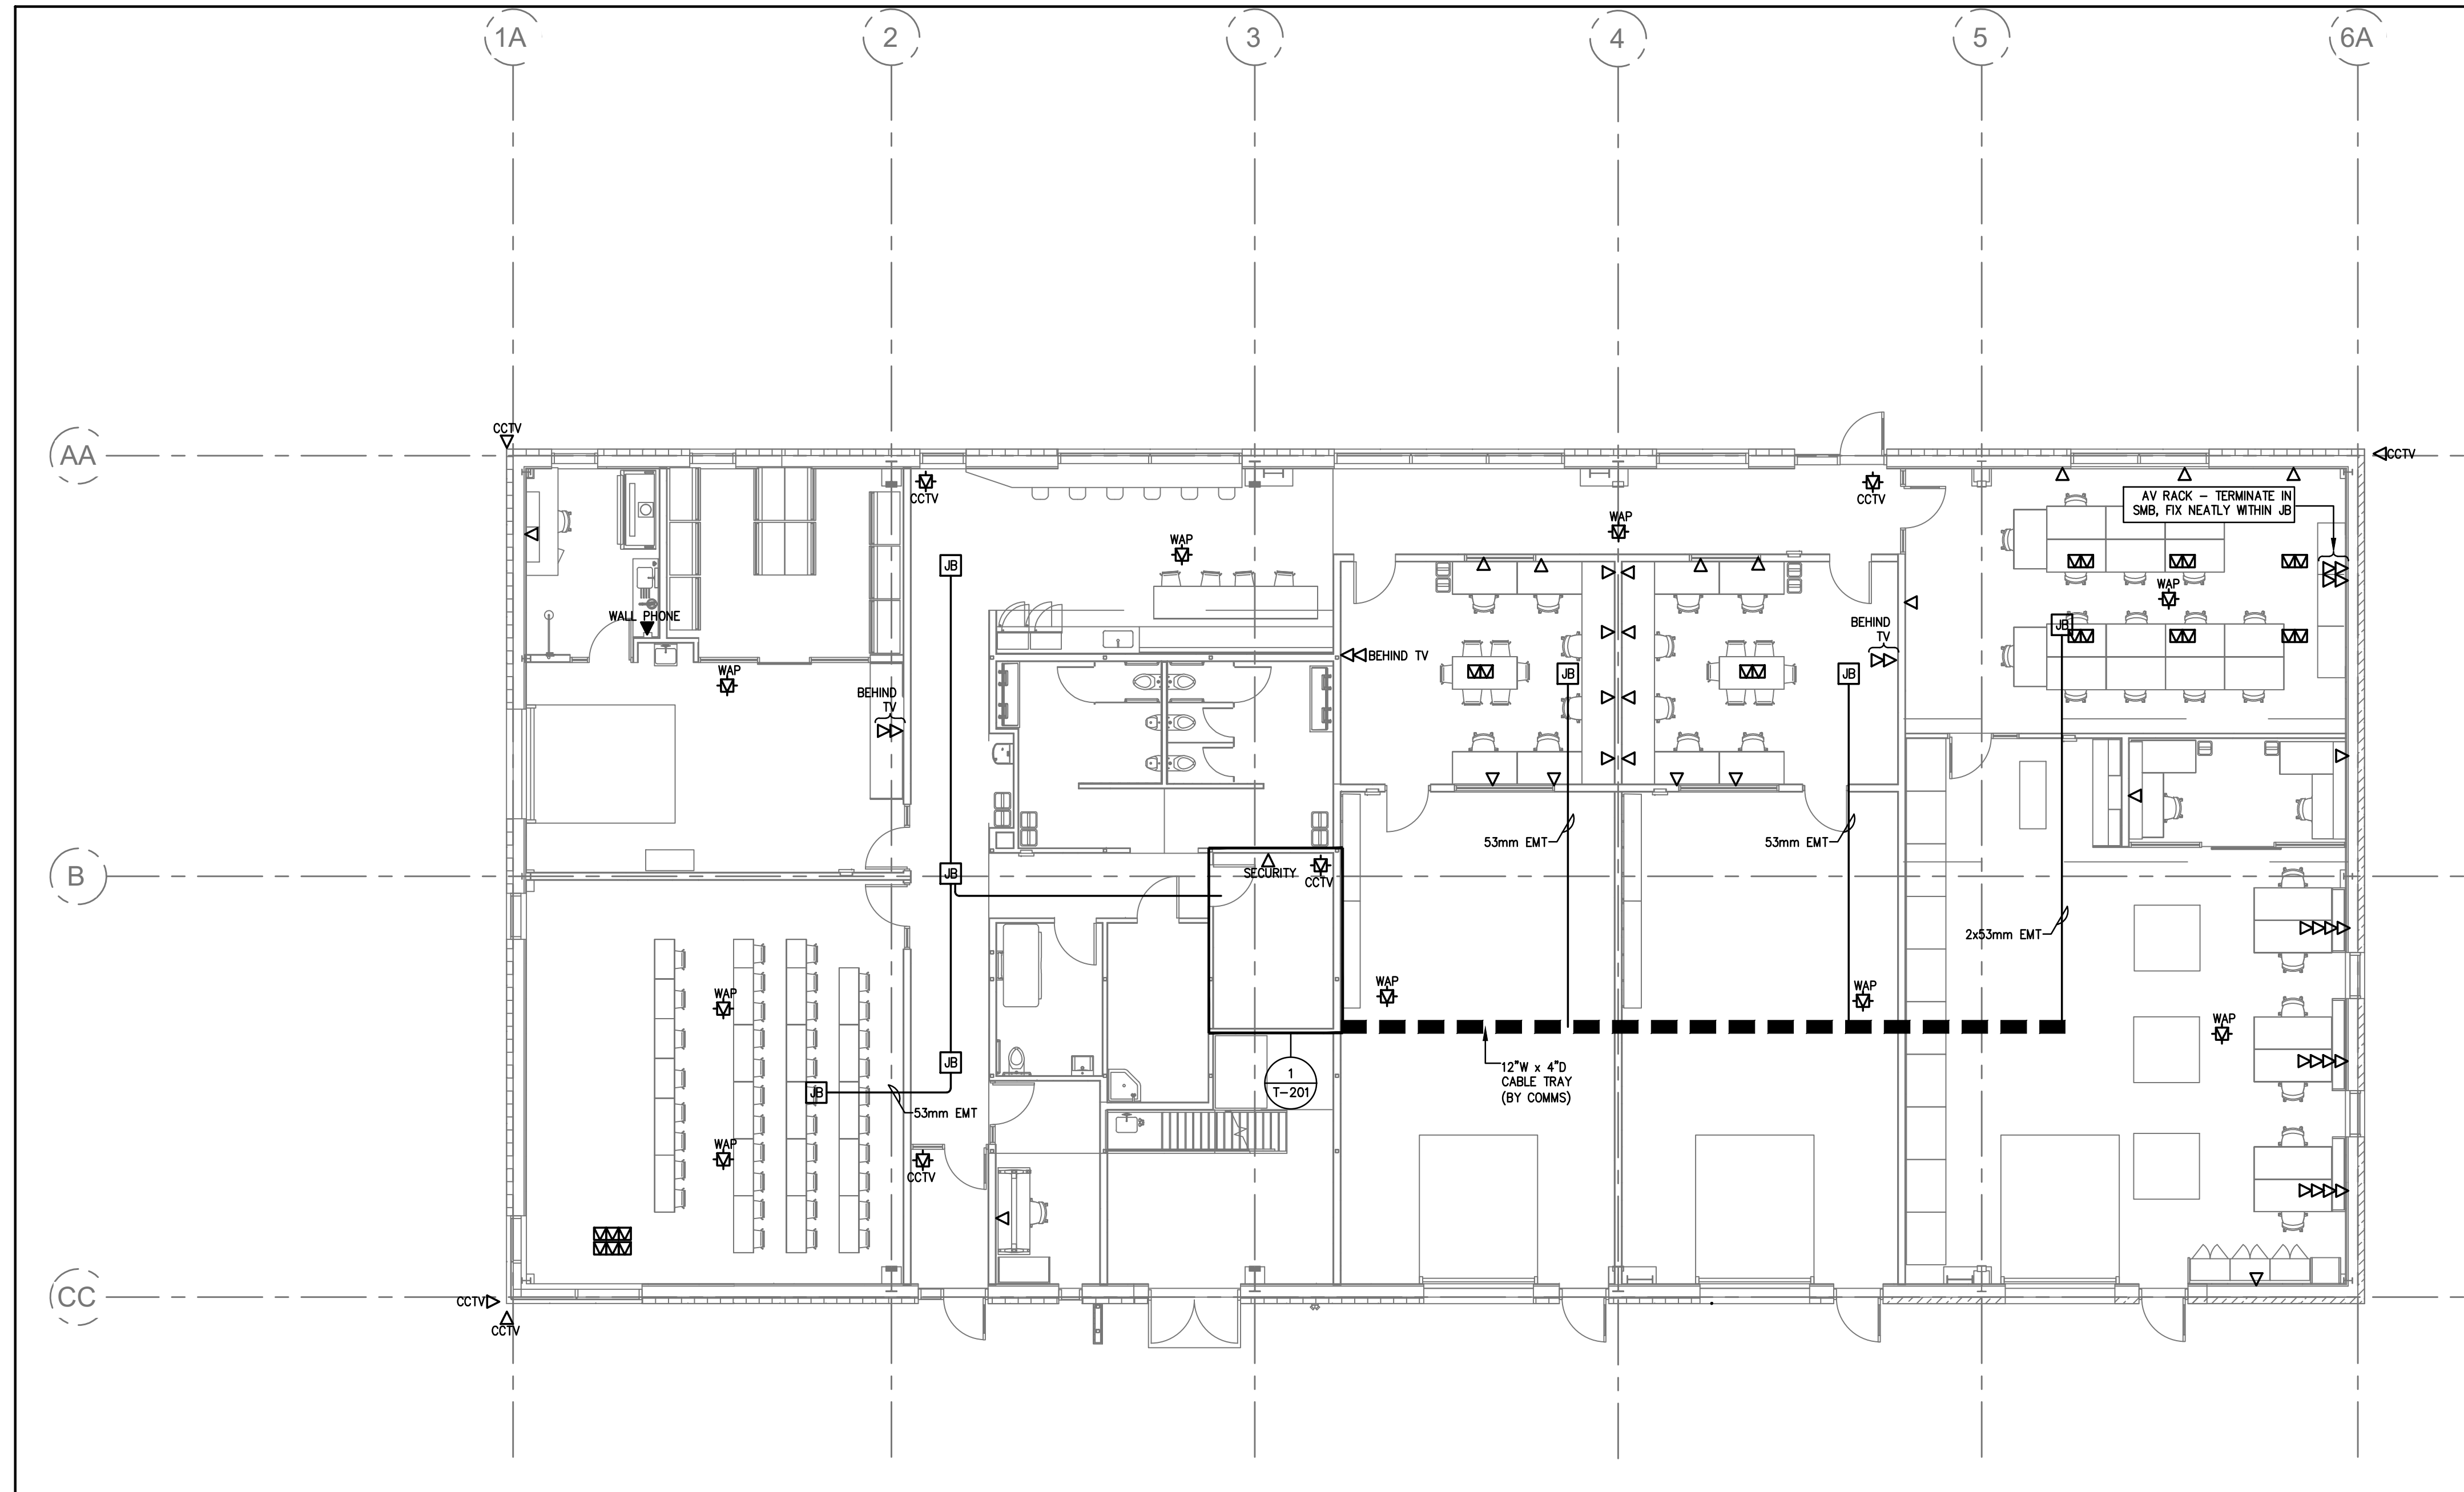 1A
2
3
4
5
6A
CCTV
AA
CCTV
CCTV
CCTV
AV RACK – TERMINATE IN
SMB, FIX NEATLY WITHIN JB
WAP
WAP
JB
WAP
WALL PHONE
JB
BEHIND
TV
BEHIND TV
WAP
JB
JB
BEHIND
TV
53mm EMT
53mm EMT
B
JB
SECURITY
CCTV
2x53mm EMT
WAP
WAP
WAP
WAP
JB
12"W x 4"D
CABLE TRAY
(BY COMMS)
1
T-201
JB
53mm EMT
WAP
CCTV
CC
CCTV
CCTV